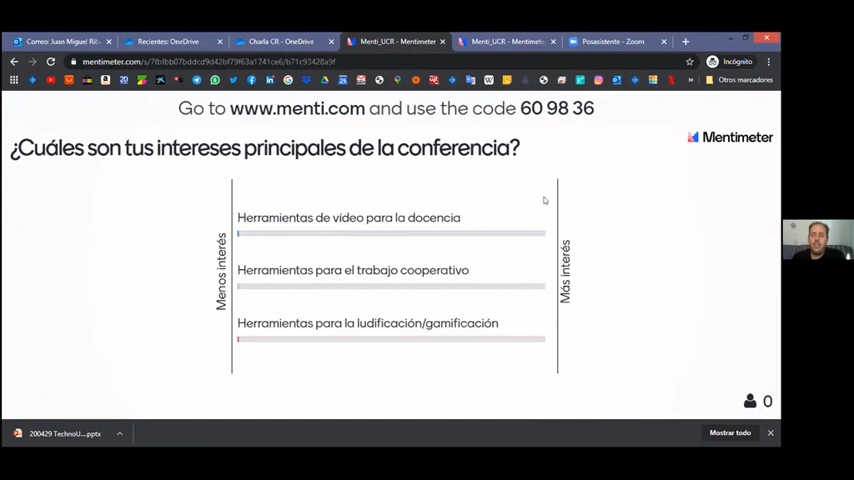 Correo: Juan Miguel Rib
Recientes: OneDrive
Charla CR - OneDrive
Menti_UCR - Mentimeter
Menti_UCR - Mentimete
Posasistente - Zoom
mentimeter.com/s/7fbfbb07bddcd9d42bf79f63a1741ce6/b71c93428a9f
Incógnito
Otros marcadores
Go to www.menti.com and use the code 60 98 36
Mentimeter
¿Cuáles son tus intereses principales de la conferencia?
Menos interés
Herramientas de vídeo para la docencia
Herramientas para el trabajo cooperativo
Herramientas para la ludificación/gamificación
Más interés
0
200429 TechnoU....pptx
Mostrar todo